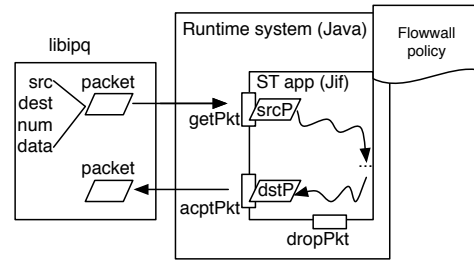 libipq
src
dest
num
data
packet
packet
Runtime system (Java)
Flowwall
policy
ST app (Jif)
getPkt
srcP
...
dstP
acptPkt
dropPkt